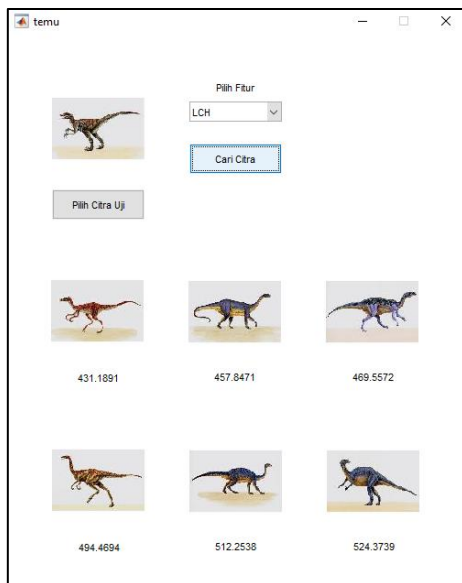 temu
Pilih Fitur
LCH
Cari Citra
Pilih Citra Uji
431.1891 457.8471 469.5572
494.4694 512.2538 524.3739